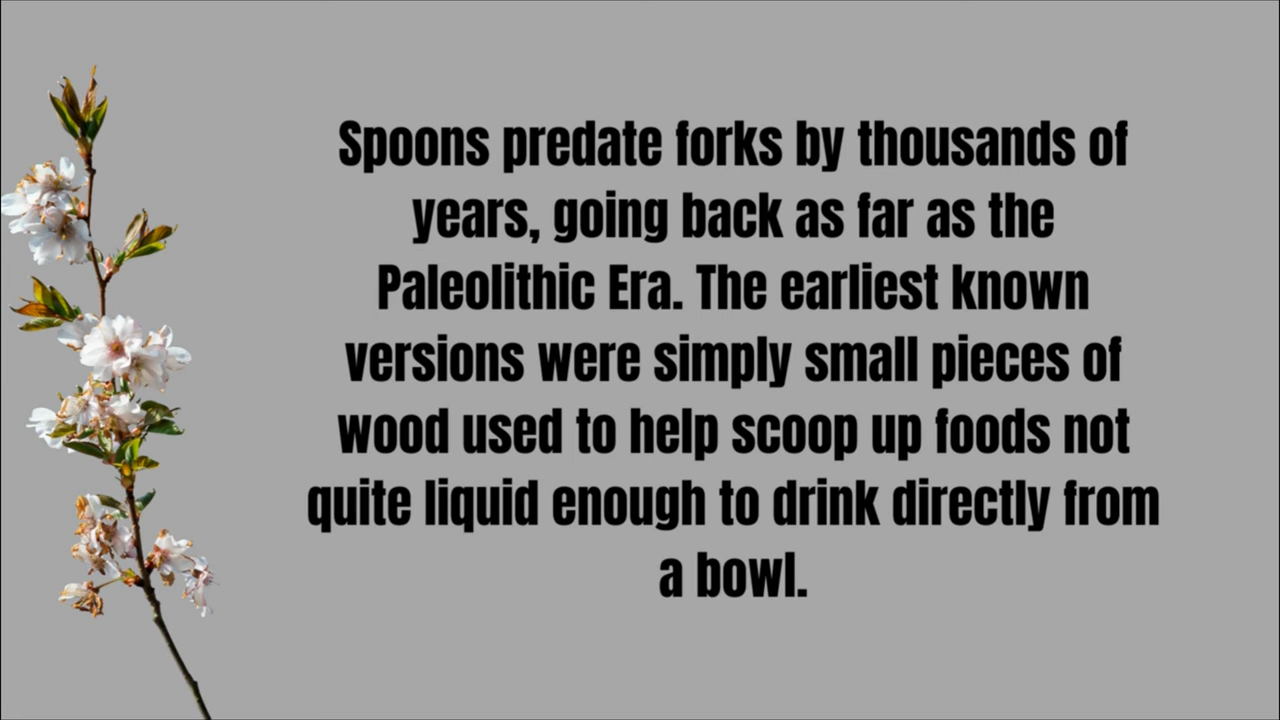 Spoons predate forks by thousands of
years, going back as far as the
Paleolithic Era. The earliest known
versions were simply small pieces of
wood used to help scoop up foods not
quite liquid enough to drink directly from
a bowl.